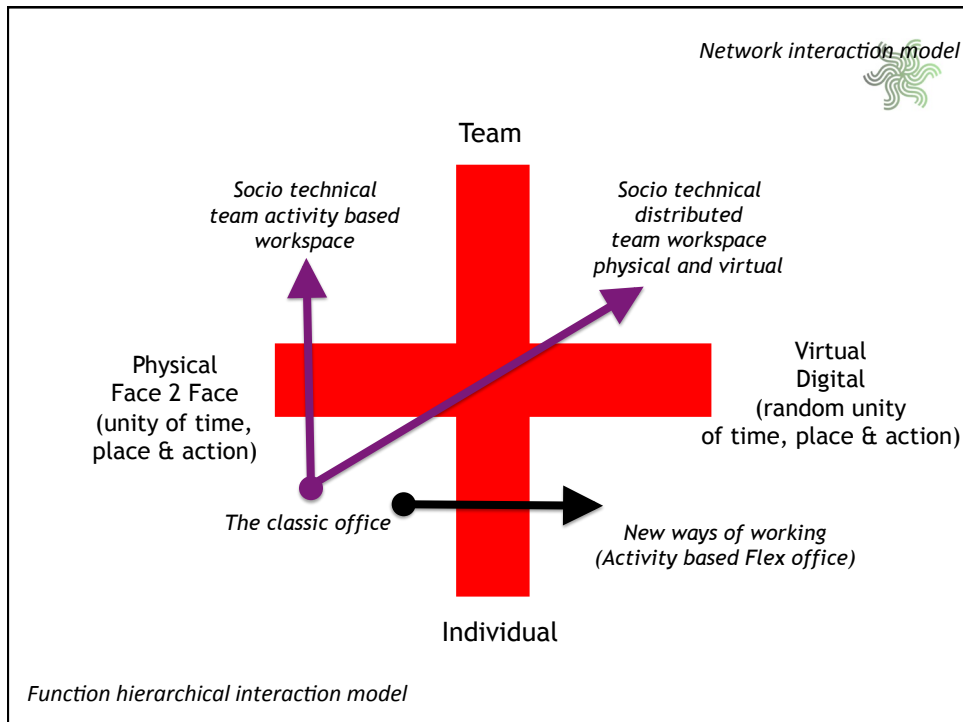 Network interaction model
Team
Socio technical
team activity based
workspace
Socio technical
distributed
team workspace
physical and virtual
Physical
Face 2 Face
(unity of time,
place & action)
Virtual
Digital
(random unity
of time, place & action)
The classic office
New ways of working
(Activity based Flex office)
Individual
Function hierarchical interaction model